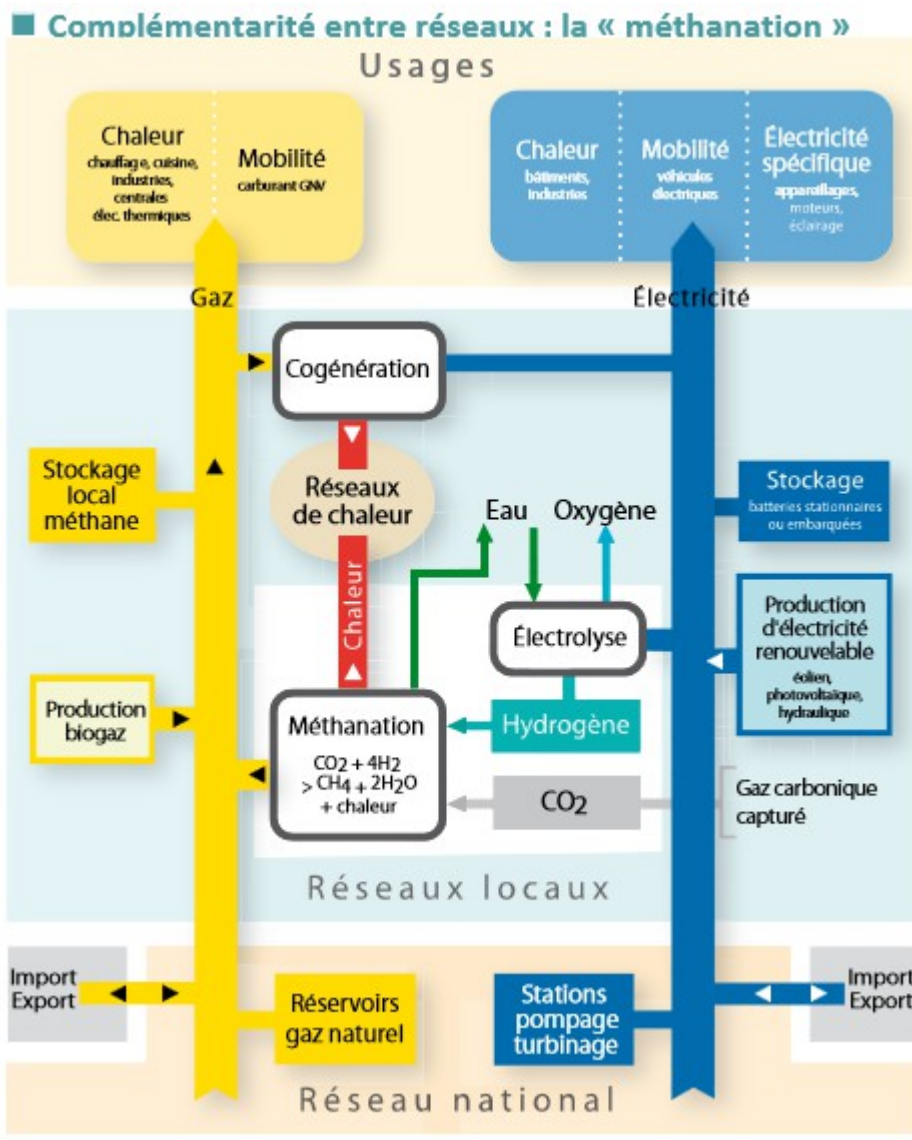 ■ Complémentarité entre réseaux : la « méthanation »
Usages
Chaleur
chauffage, cuisine,
industries,
centrales
élec. thermiques
Mobilité
carburant GNV
Chaleur
bâtiments,
industries
Mobilité
véhicules
électriques
Électricité
spécifique
appareillages,
moteurs,
éclairage
Gaz
Électricité
Cogénération
Stockage
local
méthane
Réseaux
de chaleur
Eau
Oxygène
Stockage
batteries stationnaires
ou embarquées
Chaleur
Électrolyse
Production
d'électricité
renouvelable
éolien,
photovoltaïque,
hydraulique
Production
biogaz
Méthanation
CO2 + 4H2
> CH4 + 2H2O
+ chaleur
Hydrogène
CO2
Gaz carbonique
capturé
Réseaux locaux
Import
Export
Réservoirs
gaz naturel
Stations
pompage
turbinage
Import
Export
Réseau national